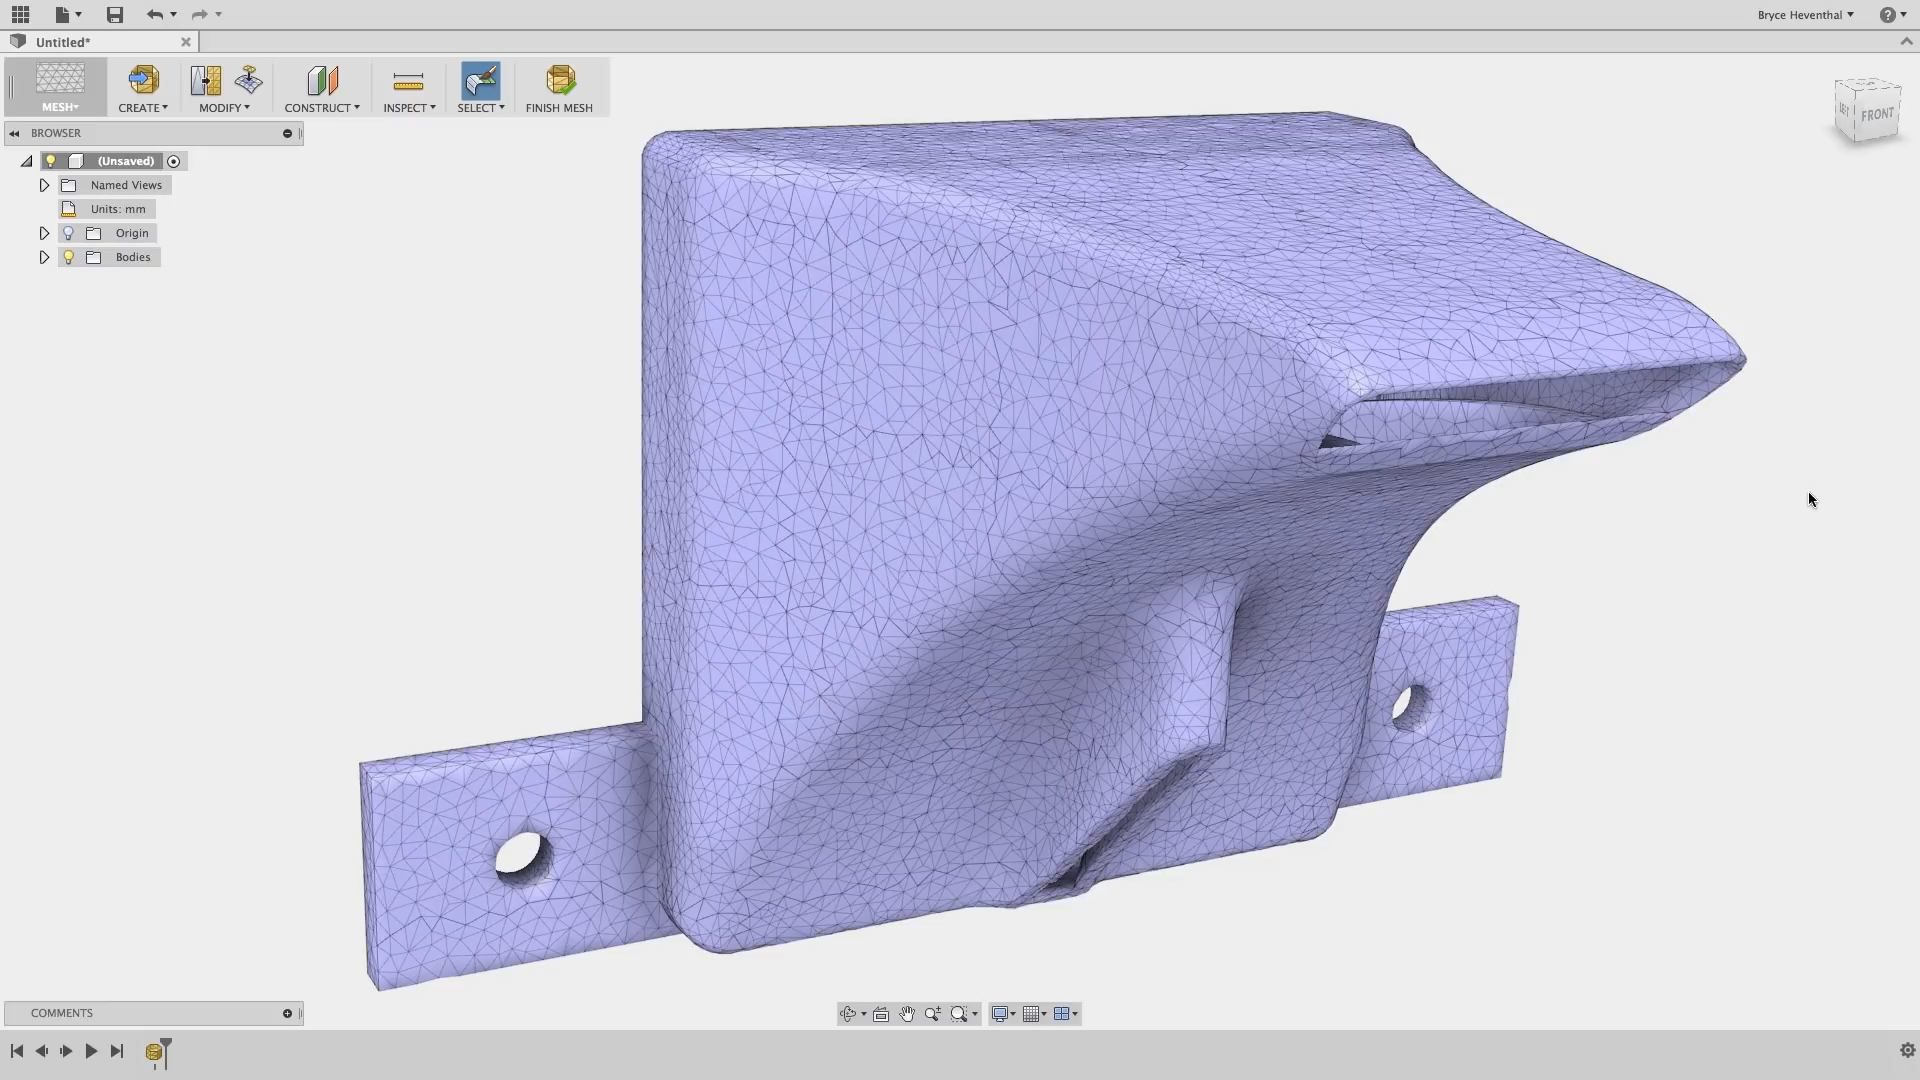 Bryce Heventhal
Untitled*
MESH
CREATE
MODIFY
CONSTRUCT
INSPECT
SELECT
FINISH MESH
FRONT
LEFT
BROWSER
(Unsaved)
Named Views
Units: mm
Origin
Bodies
COMMENTS